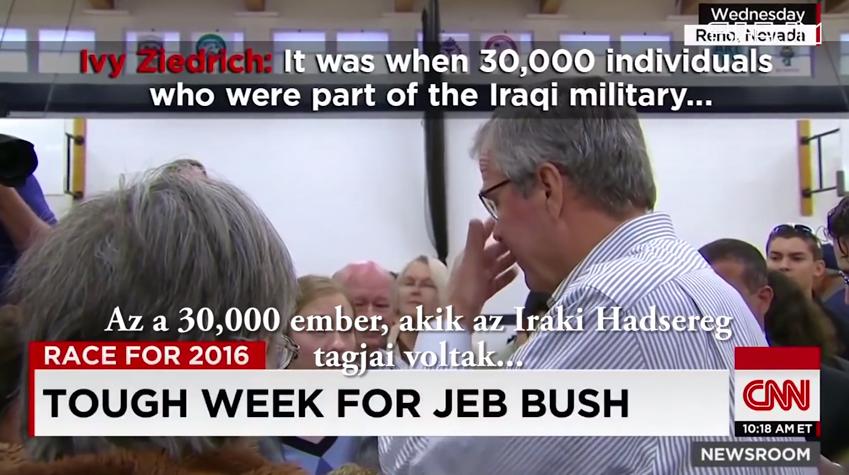 Wednesday
Reno, Nevada
Ivy Ziedrich: It was when 30,000 individuals
who were part of the Iraqi military...
Az a 30,000 ember, akik az Iraki Hadsereg
tagjai voltak...
RACE FOR 2016
TOUGH WEEK FOR JEB BUSH
CNN
10:18 AM ET
NEWSROOM